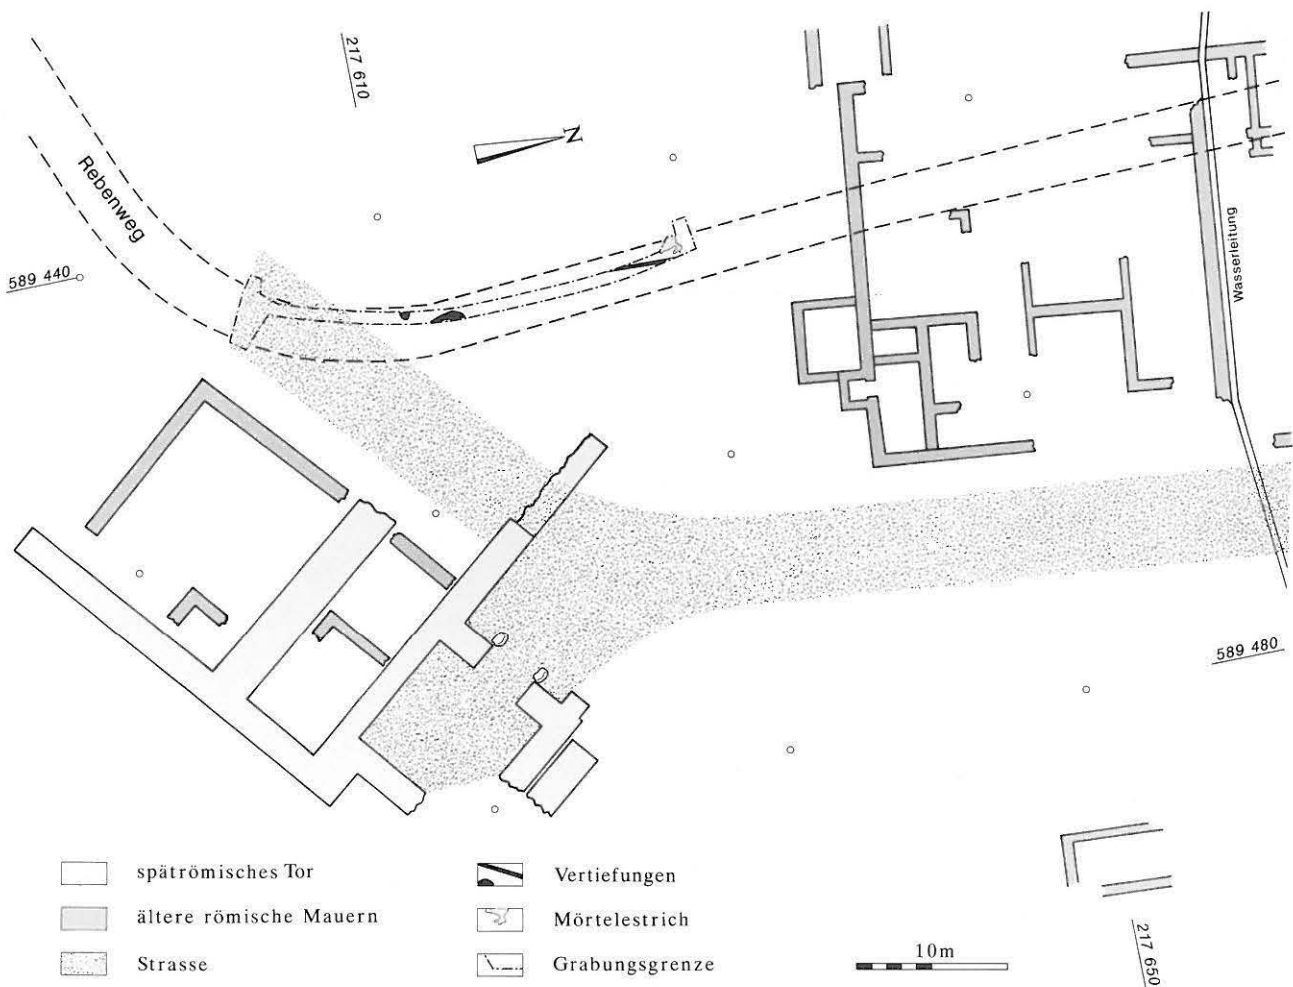 217 610
N
Rebenweg
589 440
Wasserleitung
589 480
spätrömisches Tor
ältere römische Mauern
Strasse
Vertiefungen
Mörtelestrich
Grabungsgrenze
10m
217 650